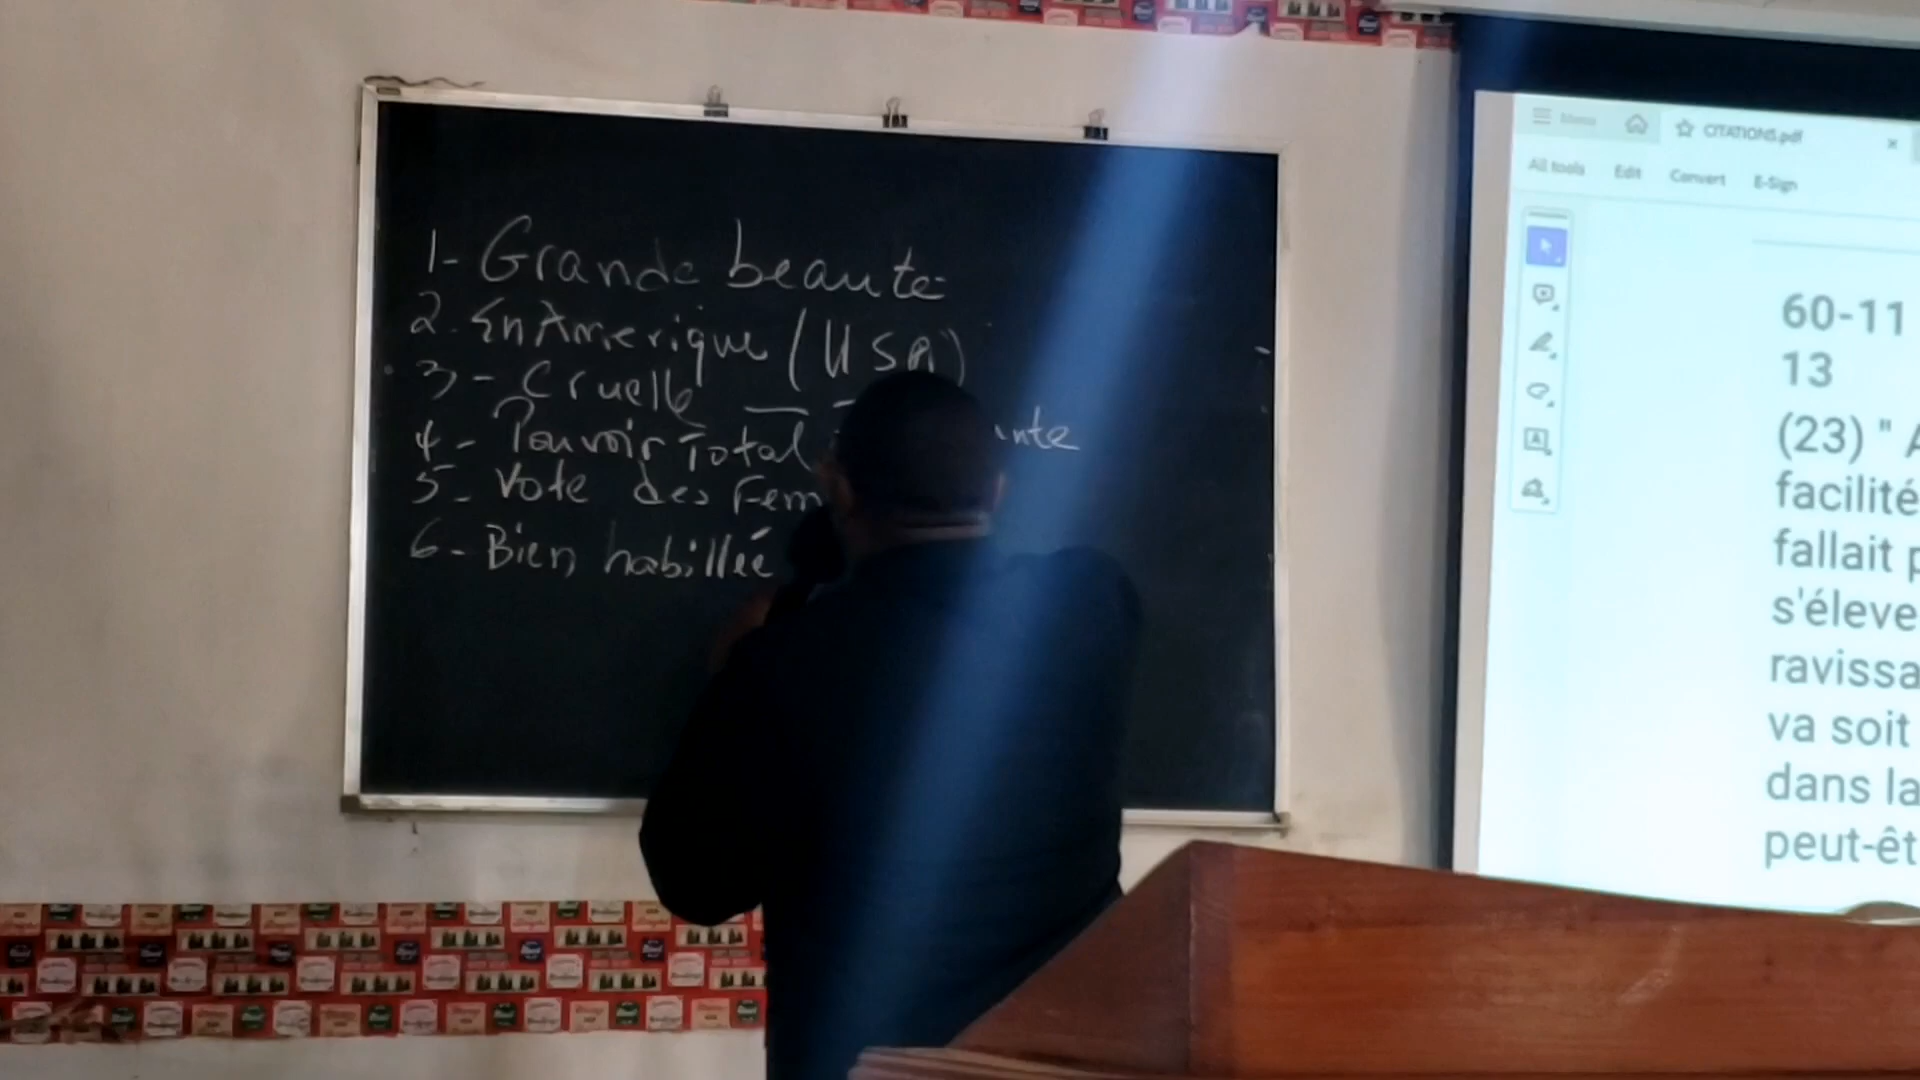 1- Grande beauté
2. En Amerique (USA)
3- Cruelle
4- Pouvoir Total
5- Vote des Fem
6- Bien habillée
Menu
CITATIONS.pdf
All tools Edit Convert E-Sign
60-11
13
(23) " A
facilité
fallait
s'éleve
ravissa
va soit
dans la
peut-êt